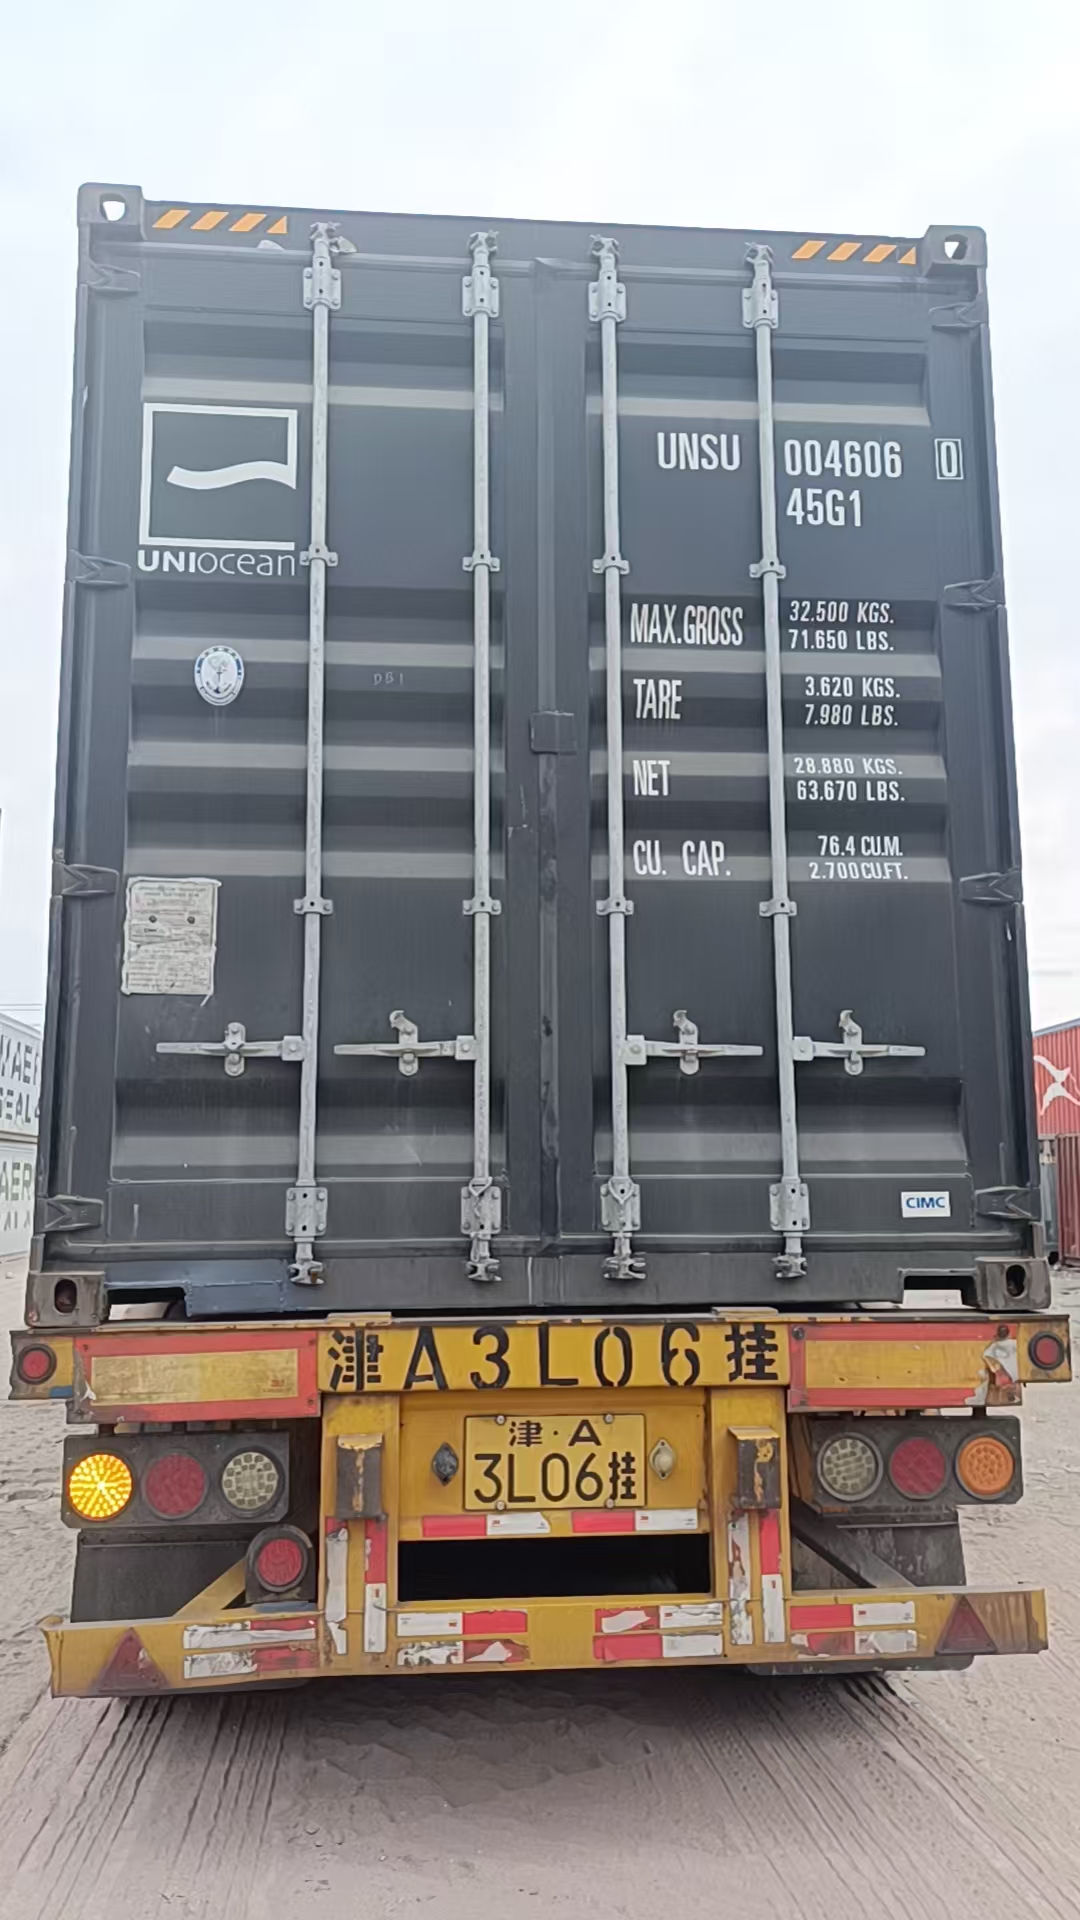 UNSU 004606 0
45G1
UNIocean
MAX.GROSS 32.500 KGS.
71.650 LBS.
TARE 3.620 KGS.
7.980 LBS.
NET 28.880 KGS.
63.670 LBS.
CU. CAP. 76.4 CU.M.
2.700 CU.FT.
DB1
CIMC
津A3L06挂
津·A
3L06挂